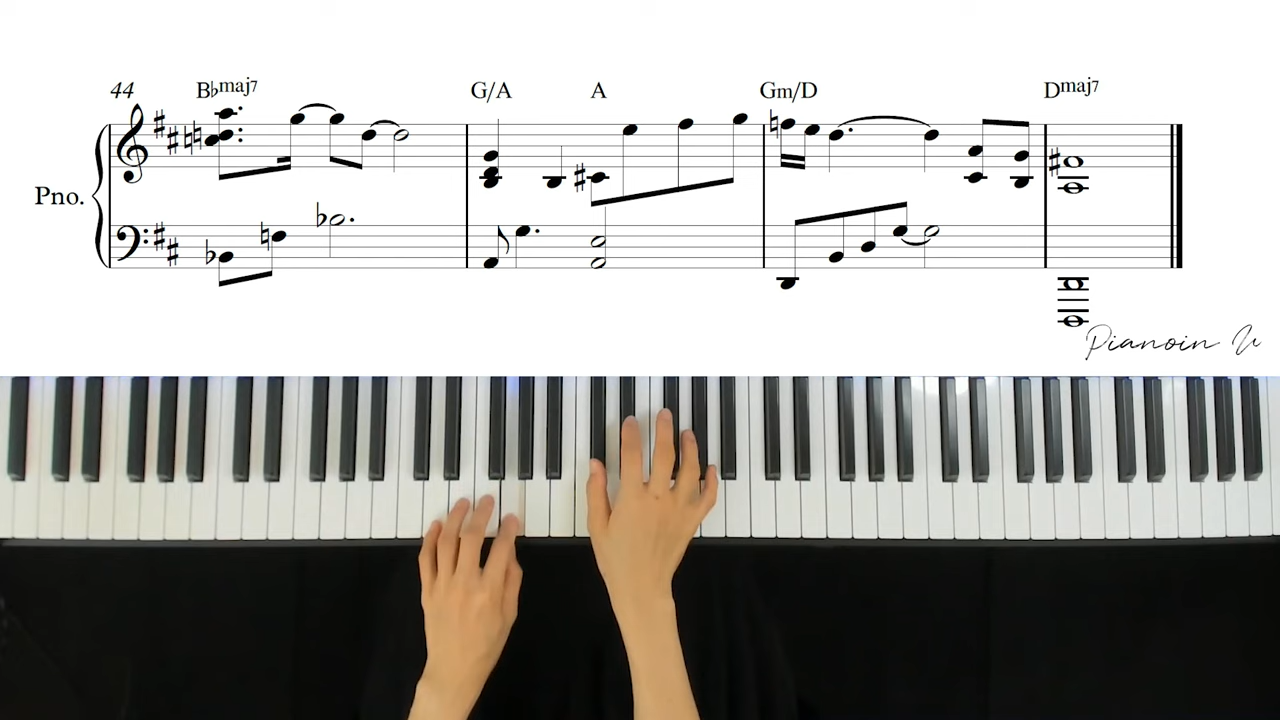 44 B♭maj7 G/A A Gm/D Dmaj7
Pno.
Pianoin U